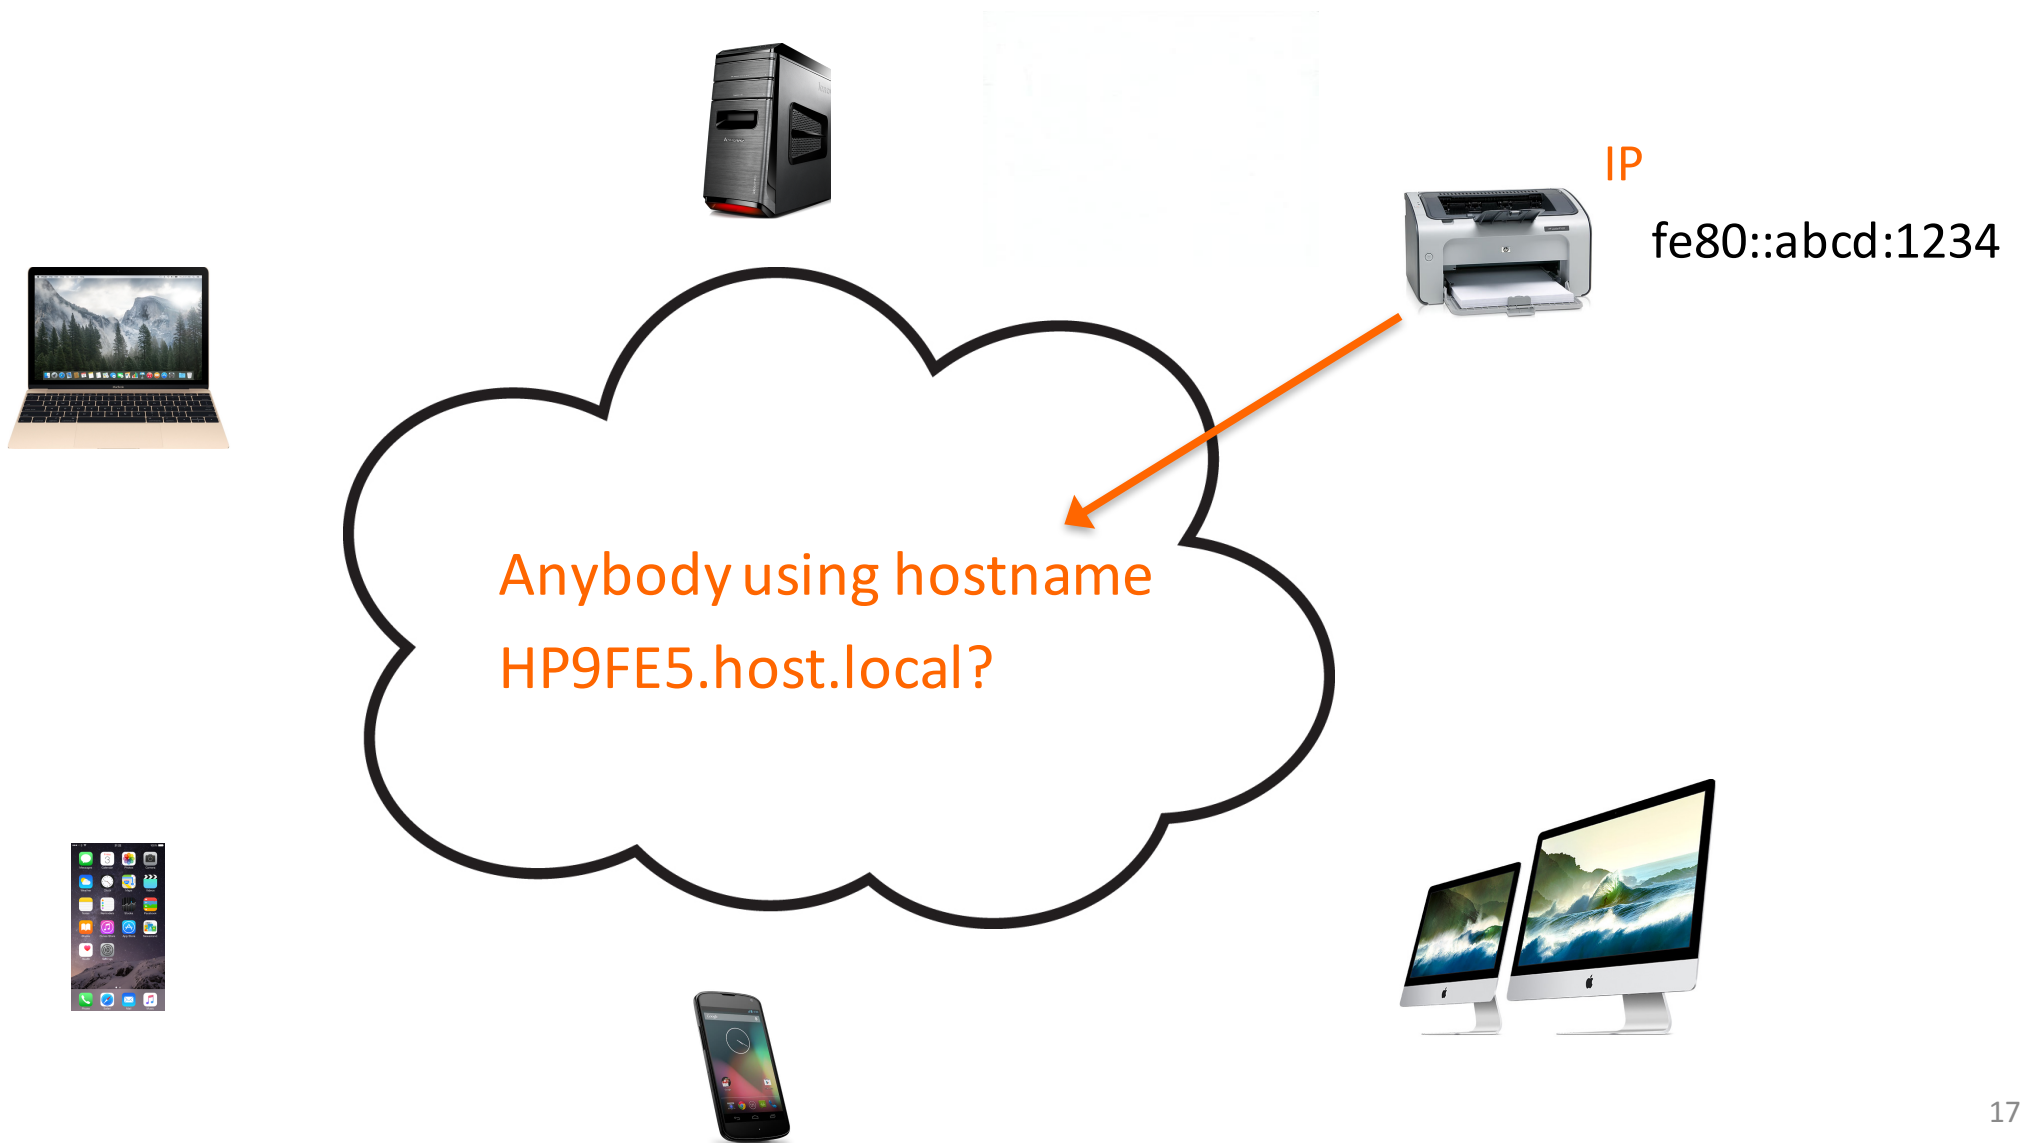 IP
fe80::abcd:1234
Anybody using hostname
HP9FE5.host.local?
17